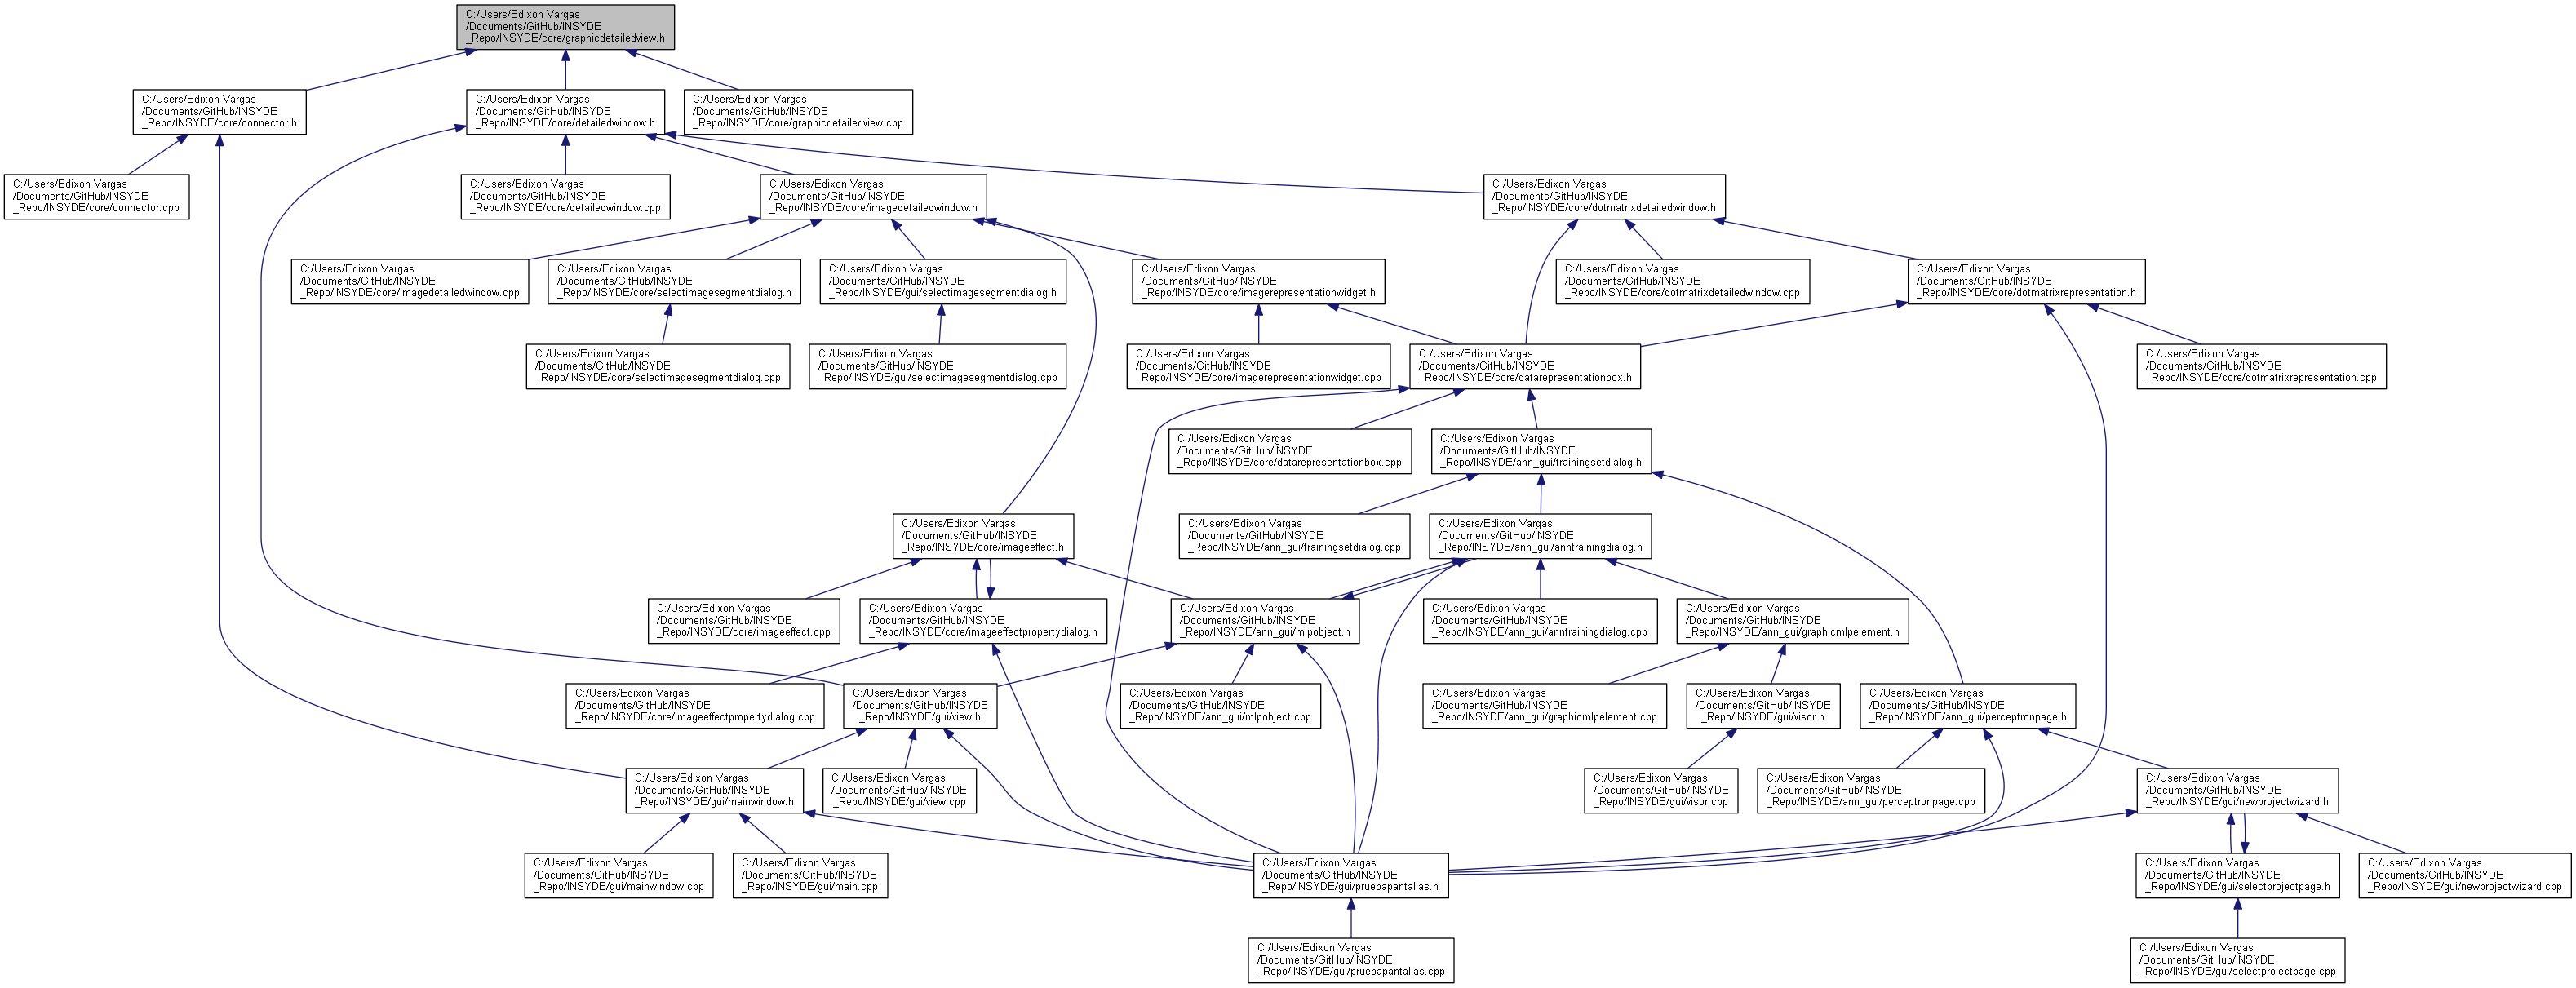 C:/Users/Edixon Vargas
/Documents/GitHub/INSYDE
_Repo/INSYDE/core/graphicdetailedview.h
C:/Users/Edixon Vargas
/Documents/GitHub/INSYDE
_Repo/INSYDE/core/connector.h
C:/Users/Edixon Vargas
/Documents/GitHub/INSYDE
_Repo/INSYDE/core/detailedwindow.h
C:/Users/Edixon Vargas
/Documents/GitHub/INSYDE
_Repo/INSYDE/core/graphicdetailedview.cpp
C:/Users/Edixon Vargas
/Documents/GitHub/INSYDE
_Repo/INSYDE/core/connector.cpp
C:/Users/Edixon Vargas
/Documents/GitHub/INSYDE
_Repo/INSYDE/core/detailedwindow.cpp
C:/Users/Edixon Vargas
/Documents/GitHub/INSYDE
_Repo/INSYDE/core/imagedetailedwindow.h
C:/Users/Edixon Vargas
/Documents/GitHub/INSYDE
_Repo/INSYDE/core/dotmatrixdetailedwindow.h
C:/Users/Edixon Vargas
/Documents/GitHub/INSYDE
_Repo/INSYDE/core/imagedetailedwindow.cpp
C:/Users/Edixon Vargas
/Documents/GitHub/INSYDE
_Repo/INSYDE/core/selectimagesegmentdialog.h
C:/Users/Edixon Vargas
/Documents/GitHub/INSYDE
_Repo/INSYDE/gui/selectimagesegmentdialog.h
C:/Users/Edixon Vargas
/Documents/GitHub/INSYDE
_Repo/INSYDE/core/imagerepresentationwidget.h
C:/Users/Edixon Vargas
/Documents/GitHub/INSYDE
_Repo/INSYDE/core/dotmatrixdetailedwindow.cpp
C:/Users/Edixon Vargas
/Documents/GitHub/INSYDE
_Repo/INSYDE/core/dotmatrixrepresentation.h
C:/Users/Edixon Vargas
/Documents/GitHub/INSYDE
_Repo/INSYDE/core/selectimagesegmentdialog.cpp
C:/Users/Edixon Vargas
/Documents/GitHub/INSYDE
_Repo/INSYDE/gui/selectimagesegmentdialog.cpp
C:/Users/Edixon Vargas
/Documents/GitHub/INSYDE
_Repo/INSYDE/core/imagerepresentationwidget.cpp
C:/Users/Edixon Vargas
/Documents/GitHub/INSYDE
_Repo/INSYDE/core/datarepresentationbox.h
C:/Users/Edixon Vargas
/Documents/GitHub/INSYDE
_Repo/INSYDE/core/dotmatrixrepresentation.cpp
C:/Users/Edixon Vargas
/Documents/GitHub/INSYDE
_Repo/INSYDE/core/datarepresentationbox.cpp
C:/Users/Edixon Vargas
/Documents/GitHub/INSYDE
_Repo/INSYDE/ann_gui/trainingsetdialog.h
C:/Users/Edixon Vargas
/Documents/GitHub/INSYDE
_Repo/INSYDE/core/imageeffect.h
C:/Users/Edixon Vargas
/Documents/GitHub/INSYDE
_Repo/INSYDE/ann_gui/trainingsetdialog.cpp
C:/Users/Edixon Vargas
/Documents/GitHub/INSYDE
_Repo/INSYDE/ann_gui/anntrainingdialog.h
C:/Users/Edixon Vargas
/Documents/GitHub/INSYDE
_Repo/INSYDE/core/imageeffect.cpp
C:/Users/Edixon Vargas
/Documents/GitHub/INSYDE
_Repo/INSYDE/core/imageeffectpropertydialog.h
C:/Users/Edixon Vargas
/Documents/GitHub/INSYDE
_Repo/INSYDE/ann_gui/mlpobject.h
C:/Users/Edixon Vargas
/Documents/GitHub/INSYDE
_Repo/INSYDE/ann_gui/anntrainingdialog.cpp
C:/Users/Edixon Vargas
/Documents/GitHub/INSYDE
_Repo/INSYDE/ann_gui/graphicmlpelement.h
C:/Users/Edixon Vargas
/Documents/GitHub/INSYDE
_Repo/INSYDE/core/imageeffectpropertydialog.cpp
C:/Users/Edixon Vargas
/Documents/GitHub/INSYDE
_Repo/INSYDE/gui/view.h
C:/Users/Edixon Vargas
/Documents/GitHub/INSYDE
_Repo/INSYDE/ann_gui/mlpobject.cpp
C:/Users/Edixon Vargas
/Documents/GitHub/INSYDE
_Repo/INSYDE/ann_gui/graphicmlpelement.cpp
C:/Users/Edixon Vargas
/Documents/GitHub/INSYDE
_Repo/INSYDE/gui/visor.h
C:/Users/Edixon Vargas
/Documents/GitHub/INSYDE
_Repo/INSYDE/ann_gui/perceptronpage.h
C:/Users/Edixon Vargas
/Documents/GitHub/INSYDE
_Repo/INSYDE/gui/mainwindow.h
C:/Users/Edixon Vargas
/Documents/GitHub/INSYDE
_Repo/INSYDE/gui/view.cpp
C:/Users/Edixon Vargas
/Documents/GitHub/INSYDE
_Repo/INSYDE/gui/visor.cpp
C:/Users/Edixon Vargas
/Documents/GitHub/INSYDE
_Repo/INSYDE/ann_gui/perceptronpage.cpp
C:/Users/Edixon Vargas
/Documents/GitHub/INSYDE
_Repo/INSYDE/gui/newprojectwizard.h
C:/Users/Edixon Vargas
/Documents/GitHub/INSYDE
_Repo/INSYDE/gui/mainwindow.cpp
C:/Users/Edixon Vargas
/Documents/GitHub/INSYDE
_Repo/INSYDE/gui/main.cpp
C:/Users/Edixon Vargas
/Documents/GitHub/INSYDE
_Repo/INSYDE/gui/pruebapantallas.h
C:/Users/Edixon Vargas
/Documents/GitHub/INSYDE
_Repo/INSYDE/gui/selectprojectpage.h
C:/Users/Edixon Vargas
/Documents/GitHub/INSYDE
_Repo/INSYDE/gui/newprojectwizard.cpp
C:/Users/Edixon Vargas
/Documents/GitHub/INSYDE
_Repo/INSYDE/gui/pruebapantallas.cpp
C:/Users/Edixon Vargas
/Documents/GitHub/INSYDE
_Repo/INSYDE/gui/selectprojectpage.cpp